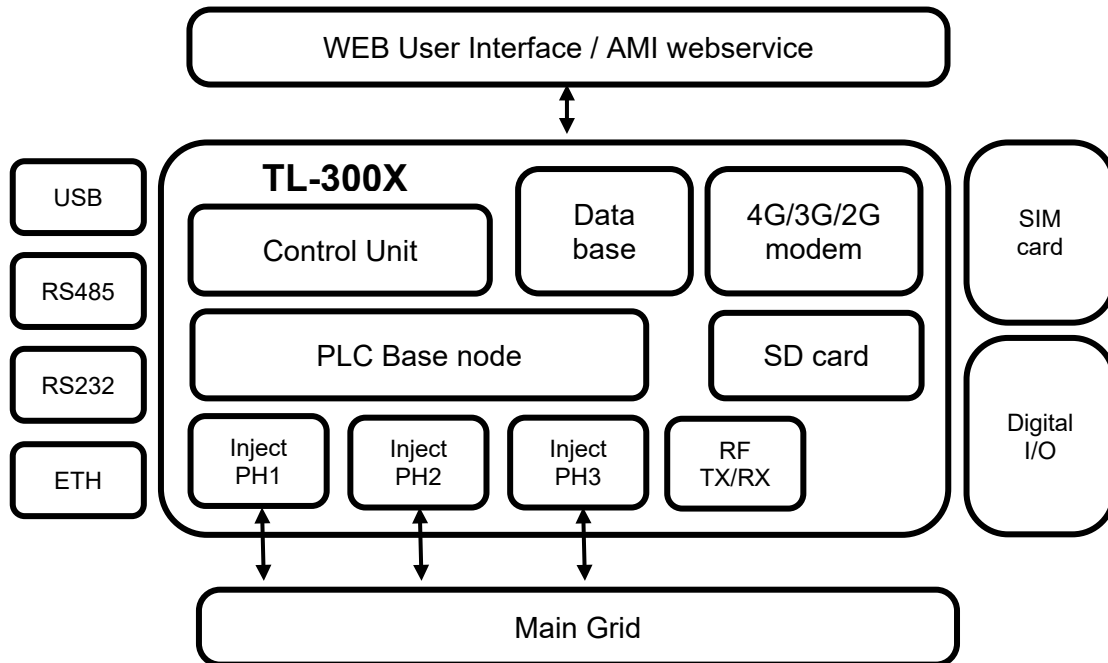 WEB User Interface / AMI webservice
USB
RS485
RS232
ETH
TL-300X
Control Unit
Data
base
4G/3G/2G
modem
PLC Base node
SD card
Inject
PH1
Inject
PH2
Inject
PH3
RF
TX/RX
SIM
card
Digital
I/O
Main Grid